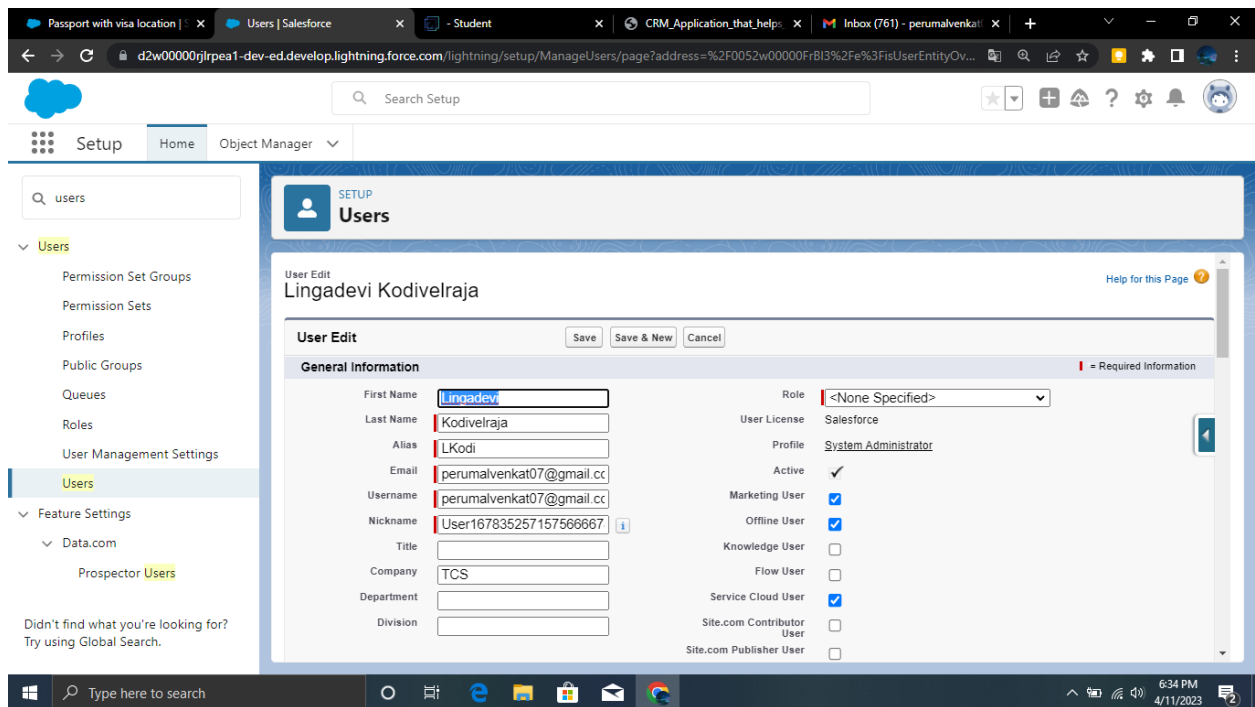 Passport with visa location | S
Users | Salesforce
- Student
CRM_Application_that_helps_
Inbox (761) - perumalvenkat
d2w00000rjlrpea1-dev-ed.develop.lightning.force.com/lightning/setup/ManageUsers/page?address=%2F0052w00000FrBI3%2Fe%3FisUserEntityOv...
Search Setup
Setup
Home
Object Manager
users
Users
Permission Set Groups
Permission Sets
Profiles
Public Groups
Queues
Roles
User Management Settings
Users
Feature Settings
Data.com
Prospector Users
Didn't find what you're looking for?
Try using Global Search.
SETUP
Users
User Edit
Lingadevi Kodivelraja
Help for this Page
User Edit
Save
Save & New
Cancel
General Information
= Required Information
First Name Lingadevi
Last Name Kodivelraja
Alias LKodi
Email perumalvenkat07@gmail.cc
Username perumalvenkat07@gmail.cc
Nickname User167835257157566667
Title
Company TCS
Department
Division
Role <None Specified>
User License Salesforce
Profile System Administrator
Active
Marketing User
Offline User
Knowledge User
Flow User
Service Cloud User
Site.com Contributor
User
Site.com Publisher User
Type here to search
6:34 PM
4/11/2023
2